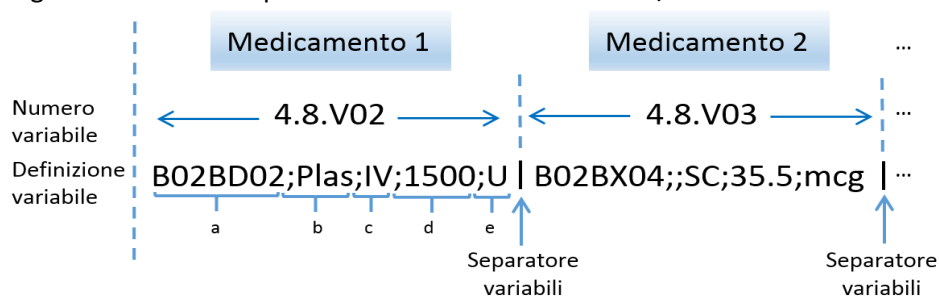 Medicamento 1 Medicamento 2 ...
Numero variabile 4.8.V02 4.8.V03 ...
Definizione variabile B02BD02;Plas;IV;1500;U | B02BX04;;SC;35.5;mcg | ...
a b c d e
Separatore variabili Separatore variabili